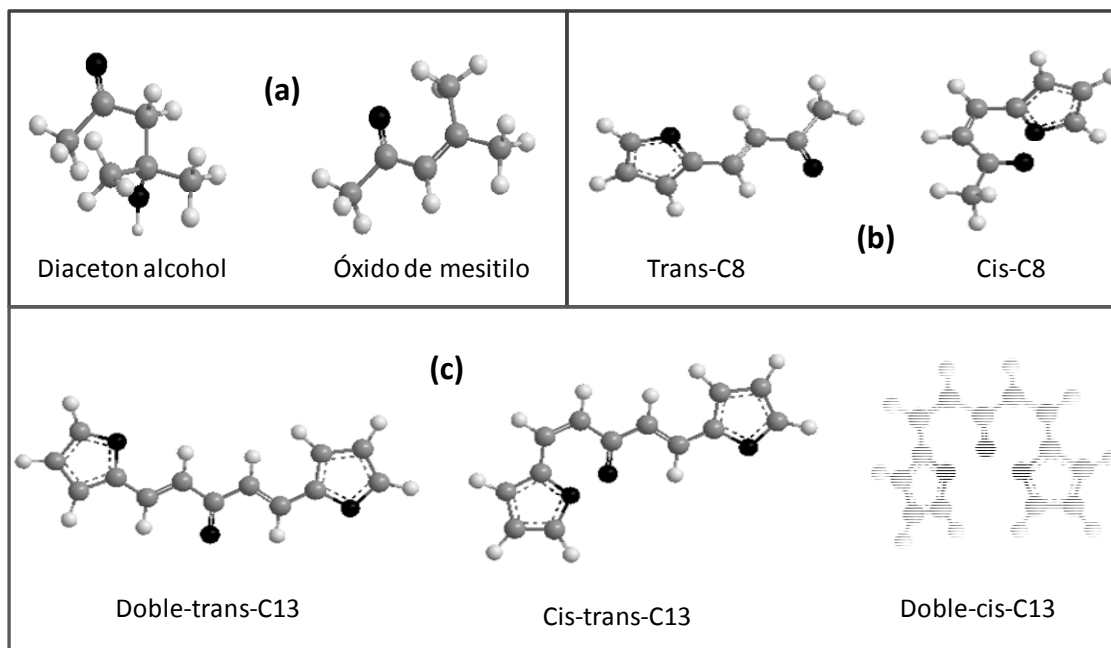 (a)
Diaceton alcohol
Óxido de mesitilo
(b)
Trans-C8
Cis-C8
(c)
Doble-trans-C13
Cis-trans-C13
Doble-cis-C13